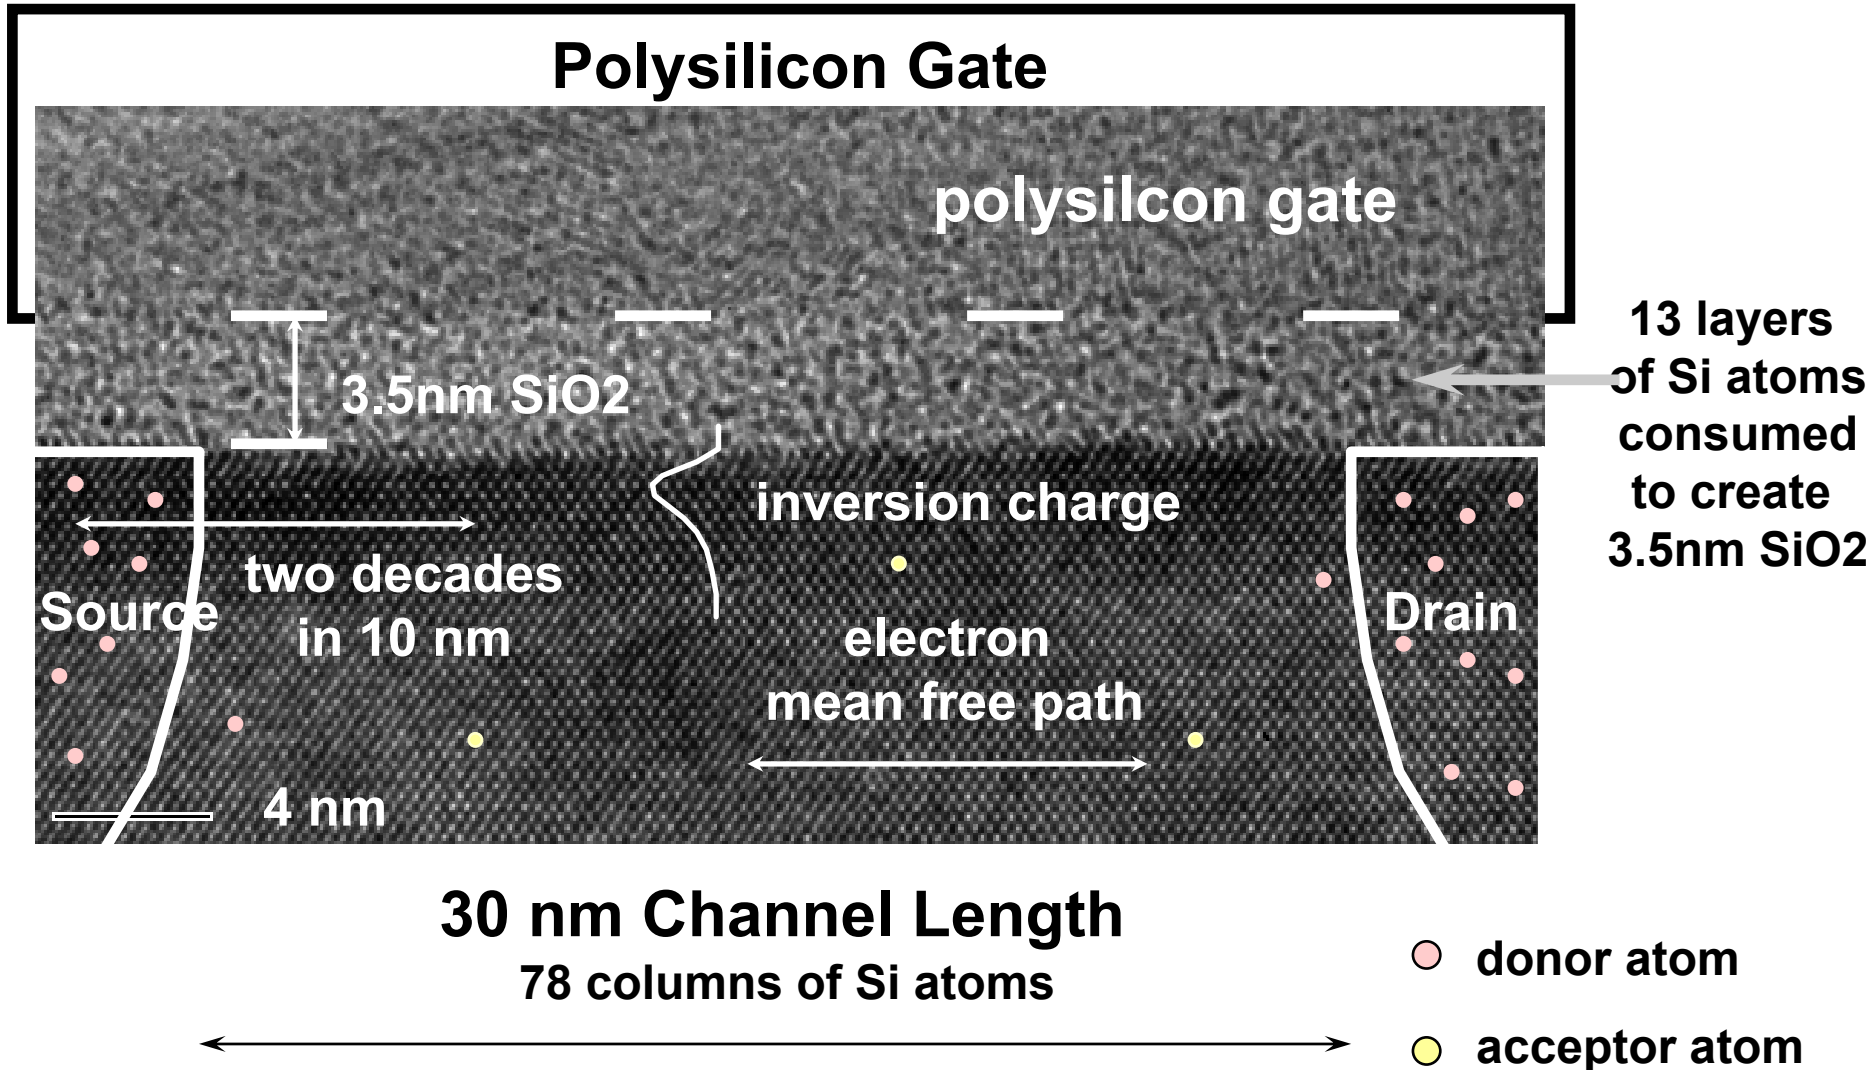 Polysilicon Gate
polysilcon gate
13 layers
of Si atoms
consumed
to create
3.5nm SiO2
3.5nm SiO2
inversion charge
two decades
in 10 nm
Source
electron
mean free path
Drain
4 nm
30 nm Channel Length
78 columns of Si atoms
donor atom
acceptor atom